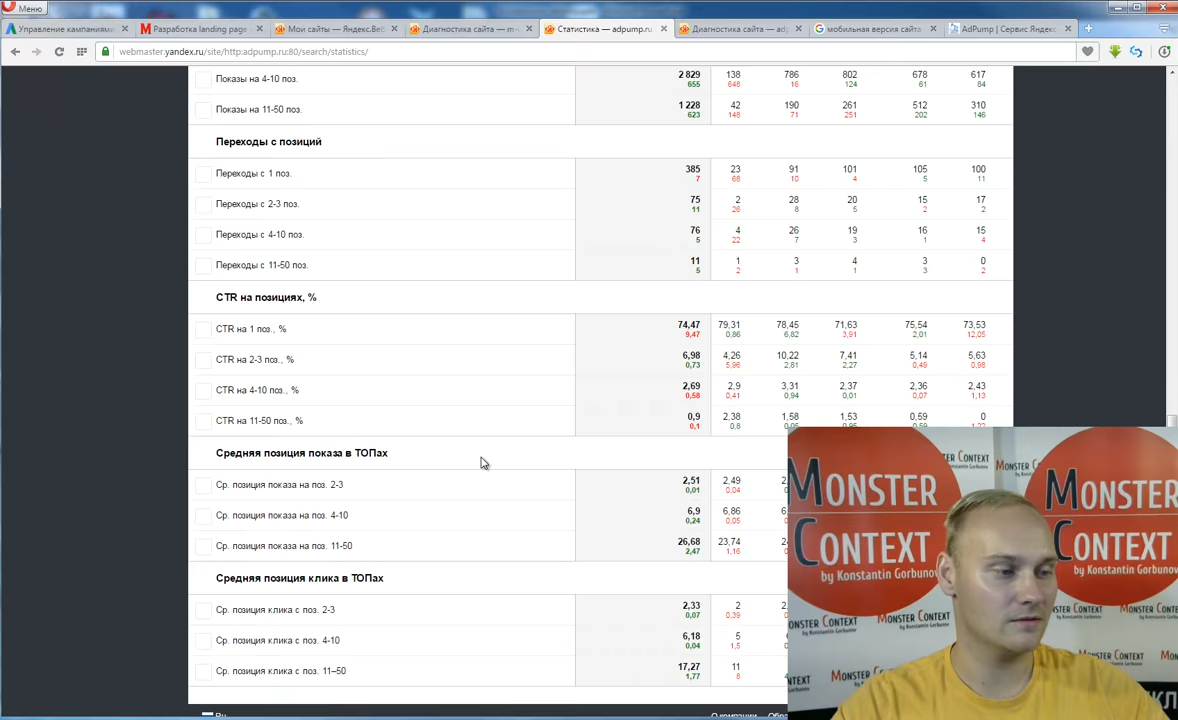 Меню
Управление кампаниями
Разработка landing page
Мои сайты — Яндекс.Веб
Диагностика сайта — m-
Статистика — adpump.ru
Диагностика сайта — adp
мобильная версия сайта
AdPump | Сервис Яндекс
webmaster.yandex.ru/site/http:adpump.ru:80/search/statistics/
Показы на 4-10 поз. 2 829 138 786 802 678 617
655 648 16 124 61 84
Показы на 11-50 поз. 1 228 42 190 261 512 310
623 148 71 251 202 146
Переходы с позиций
Переходы с 1 поз. 385 23 91 101 105 100
7 68 10 4 5 11
Переходы с 2-3 поз. 75 2 28 20 15 17
11 26 8 5 2 2
Переходы с 4-10 поз. 76 4 26 19 16 15
5 22 7 3 1 4
Переходы с 11-50 поз. 11 1 3 4 3 0
5 2 1 1 3 2
CTR на позициях, %
CTR на 1 поз., % 74,47 79,31 78,45 71,63 75,54 73,53
9,47 0,86 6,82 3,91 2,01 12,05
CTR на 2-3 поз., % 6,98 4,26 10,22 7,41 5,14 5,63
0,73 5,96 2,81 2,27 0,49 0,98
CTR на 4-10 поз., % 2,69 2,9 3,31 2,37 2,36 2,43
0,58 0,41 0,94 0,01 0,07 1,13
CTR на 11-50 поз., % 0,9 2,38 1,58 1,53 0,59 0
0,1 0,8
Средняя позиция показа в ТОПах
Ср. позиция показа на поз. 2-3 2,51 2,49
0,01 0,04
Ср. позиция показа на поз. 4-10 6,9 6,86
0,24 0,05
Ср. позиция показа на поз. 11-50 26,68 23,74
2,47 1,16
Средняя позиция клика в ТОПах
Ср. позиция клика с поз. 2-3 2,33 2
0,07 0,39
Ср. позиция клика с поз. 4-10 6,18 5
0,04 1,5
Ср. позиция клика с поз. 11–50 17,27 11
1,77 8
Ru
О компании
MONSTER
CONTEXT
by Konstantin Gorbunov
MONSTER
CONTEXT
by Konstantin Gorbunov